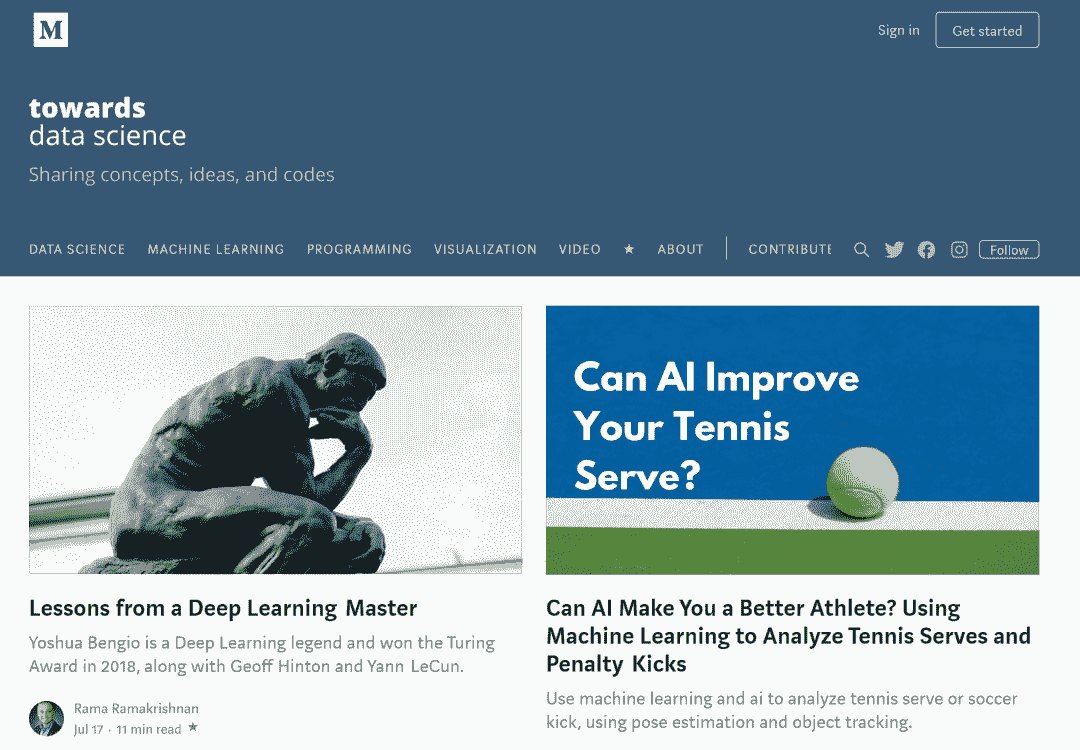 M
Sign in
Get started
towards
data science
Sharing concepts, ideas, and codes
DATA SCIENCE MACHINE LEARNING PROGRAMMING VISUALIZATION VIDEO ★ ABOUT CONTRIBUTE Follow
Can AI Improve
Your Tennis
Serve?
Lessons from a Deep Learning Master
Yoshua Bengio is a Deep Learning legend and won the Turing
Award in 2018, along with Geoff Hinton and Yann LeCun.
Rama Ramakrishnan
Jul 17 · 11 min read ★
Can AI Make You a Better Athlete? Using
Machine Learning to Analyze Tennis Serves and
Penalty Kicks
Use machine learning and ai to analyze tennis serve or soccer
kick, using pose estimation and object tracking.